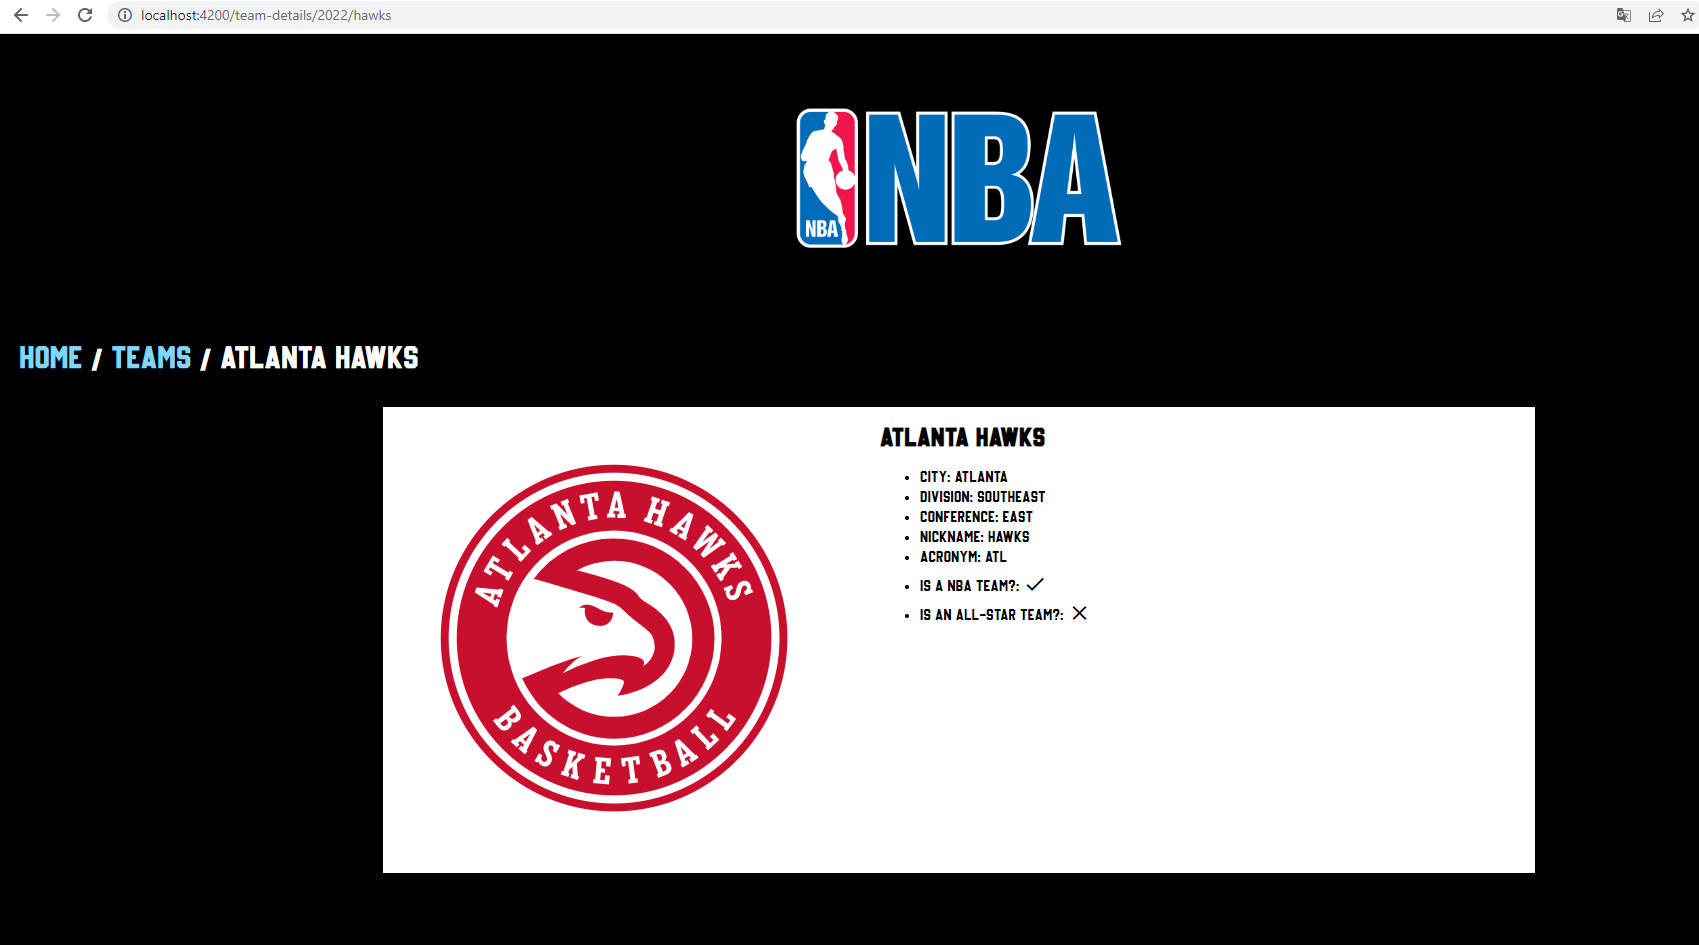 localhost:4200/team-details/2022/hawks
NBA NBA
HOME / TEAMS / ATLANTA HAWKS
ATLANTA HAWKS
BASKETBALL
ATLANTA HAWKS
• CITY: ATLANTA
• DIVISION: SOUTHEAST
• CONFERENCE: EAST
• NICKNAME: HAWKS
• ACRONYM: ATL
• IS A NBA TEAM?: ✓
• IS AN ALL-STAR TEAM?: ✕